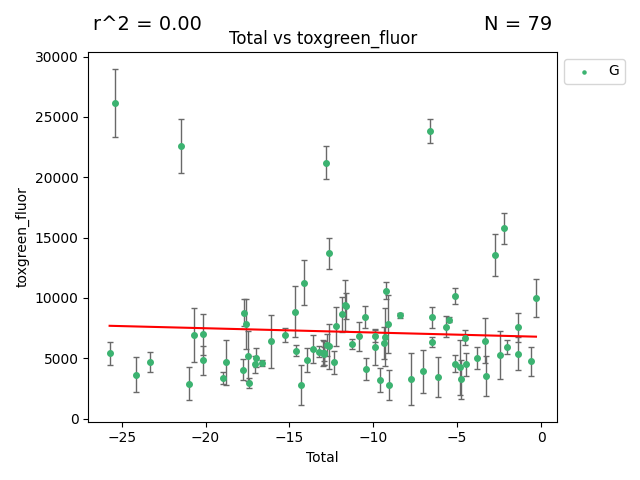 r^2 = 0.00
N = 79
Total vs toxgreen_fluor
G
30000
25000
20000
15000
10000
5000
0
toxgreen_fluor
−25
−20
−15
−10
−5
0
Total